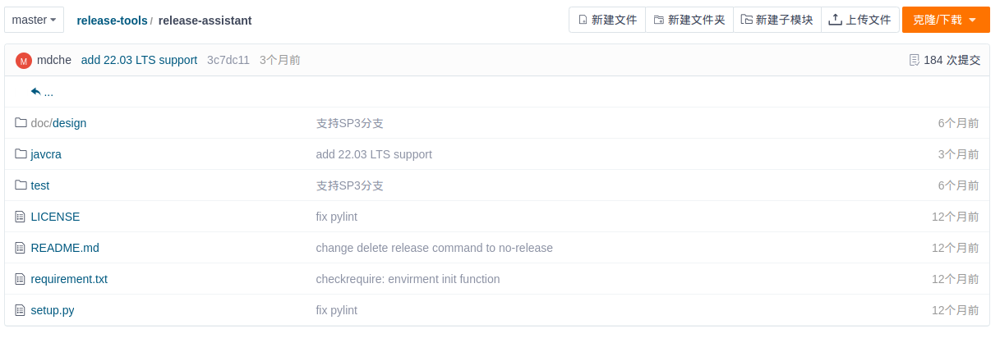 master release-tools / release-assistant 新建文件 新建文件夹 新建子模块 上传文件 克隆/下载
M mdche add 22.03 LTS support 3c7dc11 3个月前 184 次提交
...
doc/design 支持SP3分支 6个月前
javcra add 22.03 LTS support 3个月前
test 支持SP3分支 6个月前
LICENSE fix pylint 12个月前
README.md change delete release command to no-release 12个月前
requirement.txt checkrequire: envirment init function 12个月前
setup.py fix pylint 12个月前